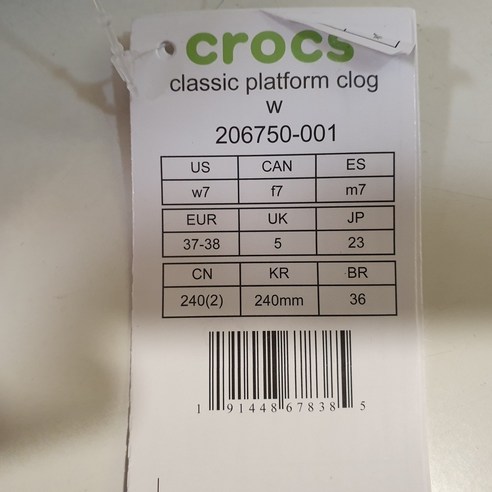 crocs
classic platform clog
w
206750-001
US CAN ES
w7 f7 m7
EUR UK JP
37-38 5 23
CN KR BR
240(2) 240mm 36
1 91448 67838 5